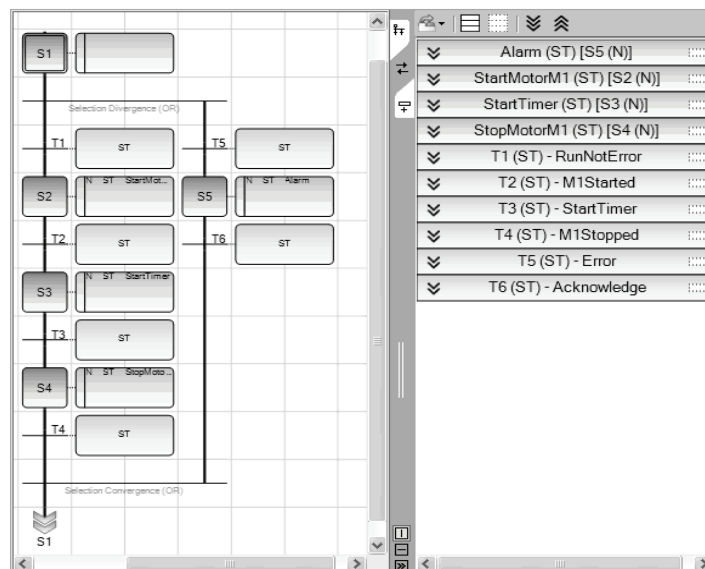 S1
Selection Divergence (OR)
T1 ST T5 ST
S2 N ST StartMot... S5 N ST Alarm
T2 ST T6 ST
S3 N ST StartTimer
T3 ST
S4 N ST StopMoto...
T4 ST
Selection Convergence (OR)
S1
Alarm (ST) [S5 (N)]
StartMotorM1 (ST) [S2 (N)]
StartTimer (ST) [S3 (N)]
StopMotorM1 (ST) [S4 (N)]
T1 (ST) - RunNotError
T2 (ST) - M1Started
T3 (ST) - StartTimer
T4 (ST) - M1Stopped
T5 (ST) - Error
T6 (ST) - Acknowledge